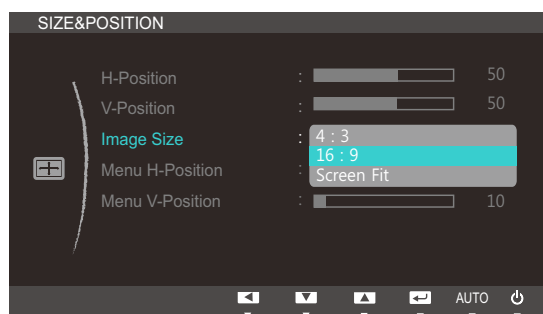 SIZE&POSITION
H-Position : 50
V-Position : 50
Image Size : 4 : 3
16 : 9
Screen Fit
Menu H-Position :
Menu V-Position : 10
AUTO